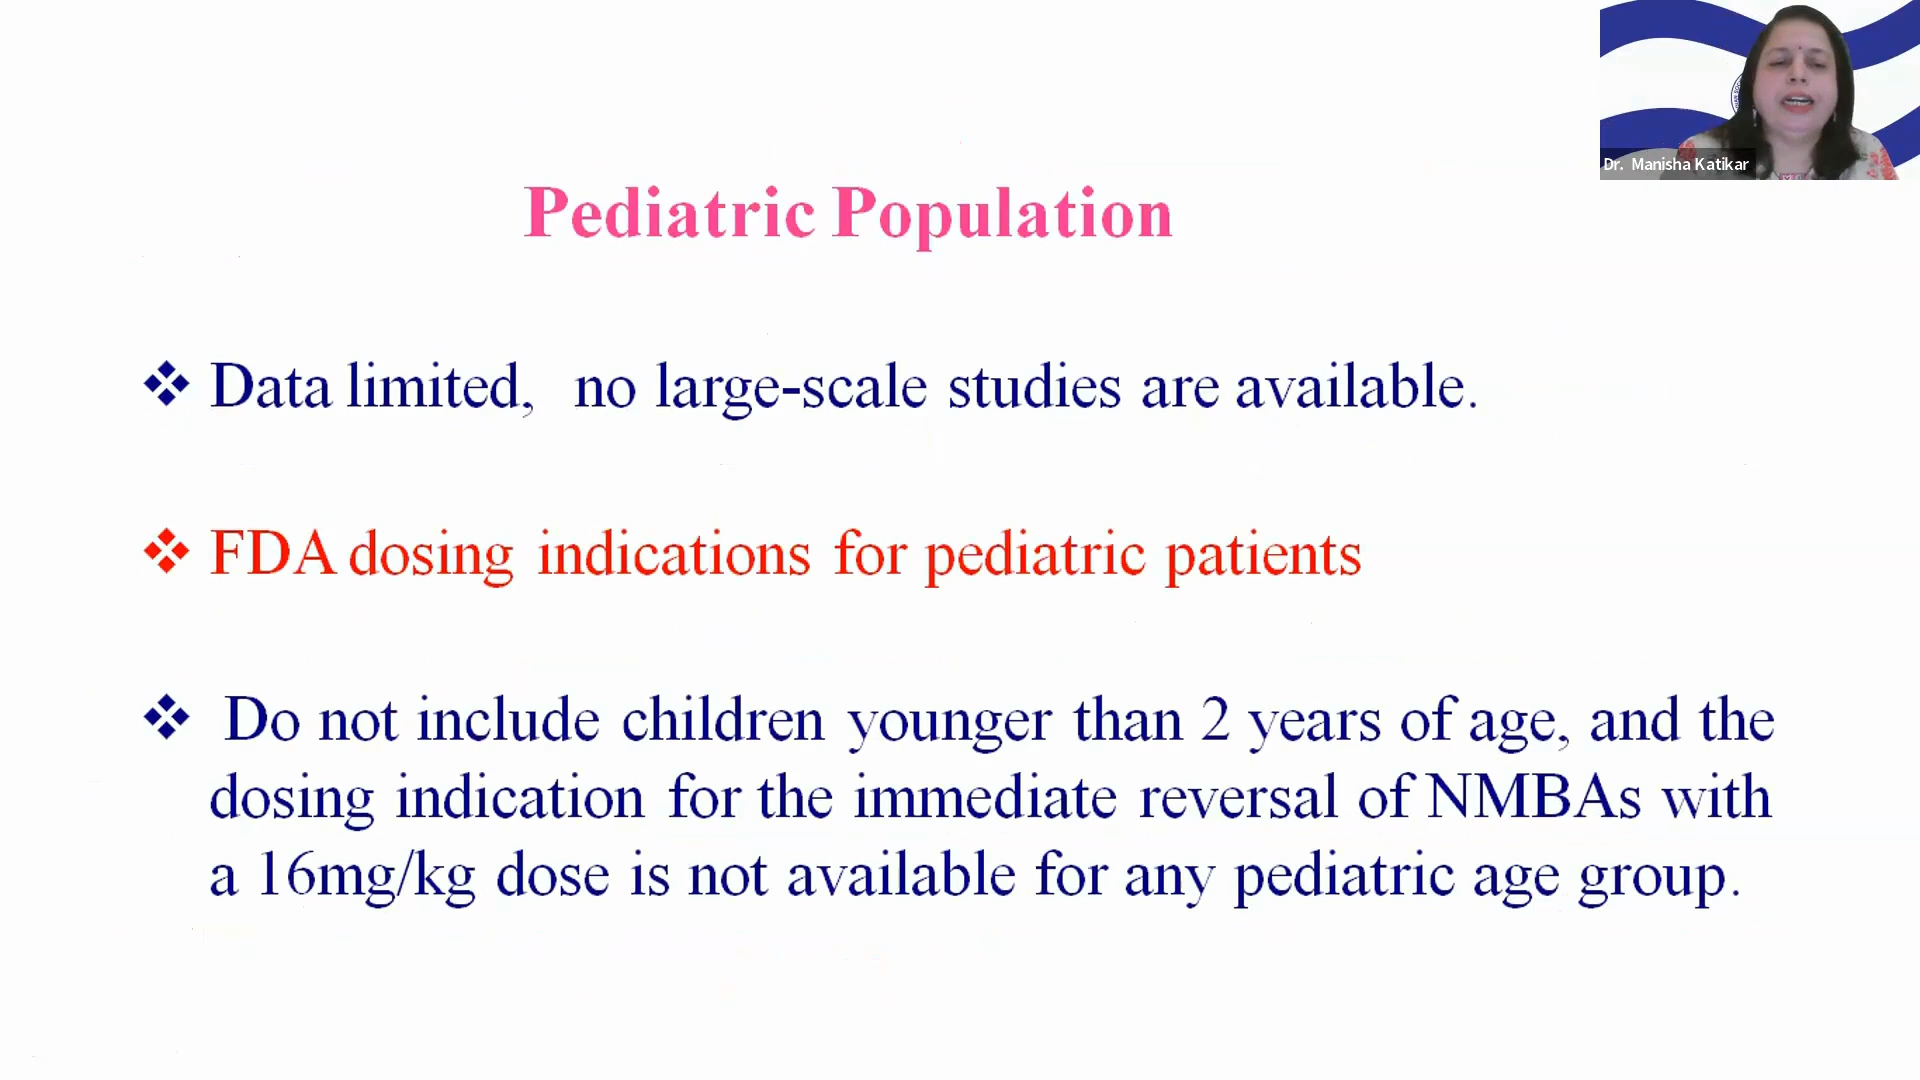 Dr. Manisha Katikar
Pediatric Population
❖ Data limited, no large-scale studies are available.
❖ FDA dosing indications for pediatric patients
❖ Do not include children younger than 2 years of age, and the
dosing indication for the immediate reversal of NMBAs with
a 16mg/kg dose is not available for any pediatric age group.